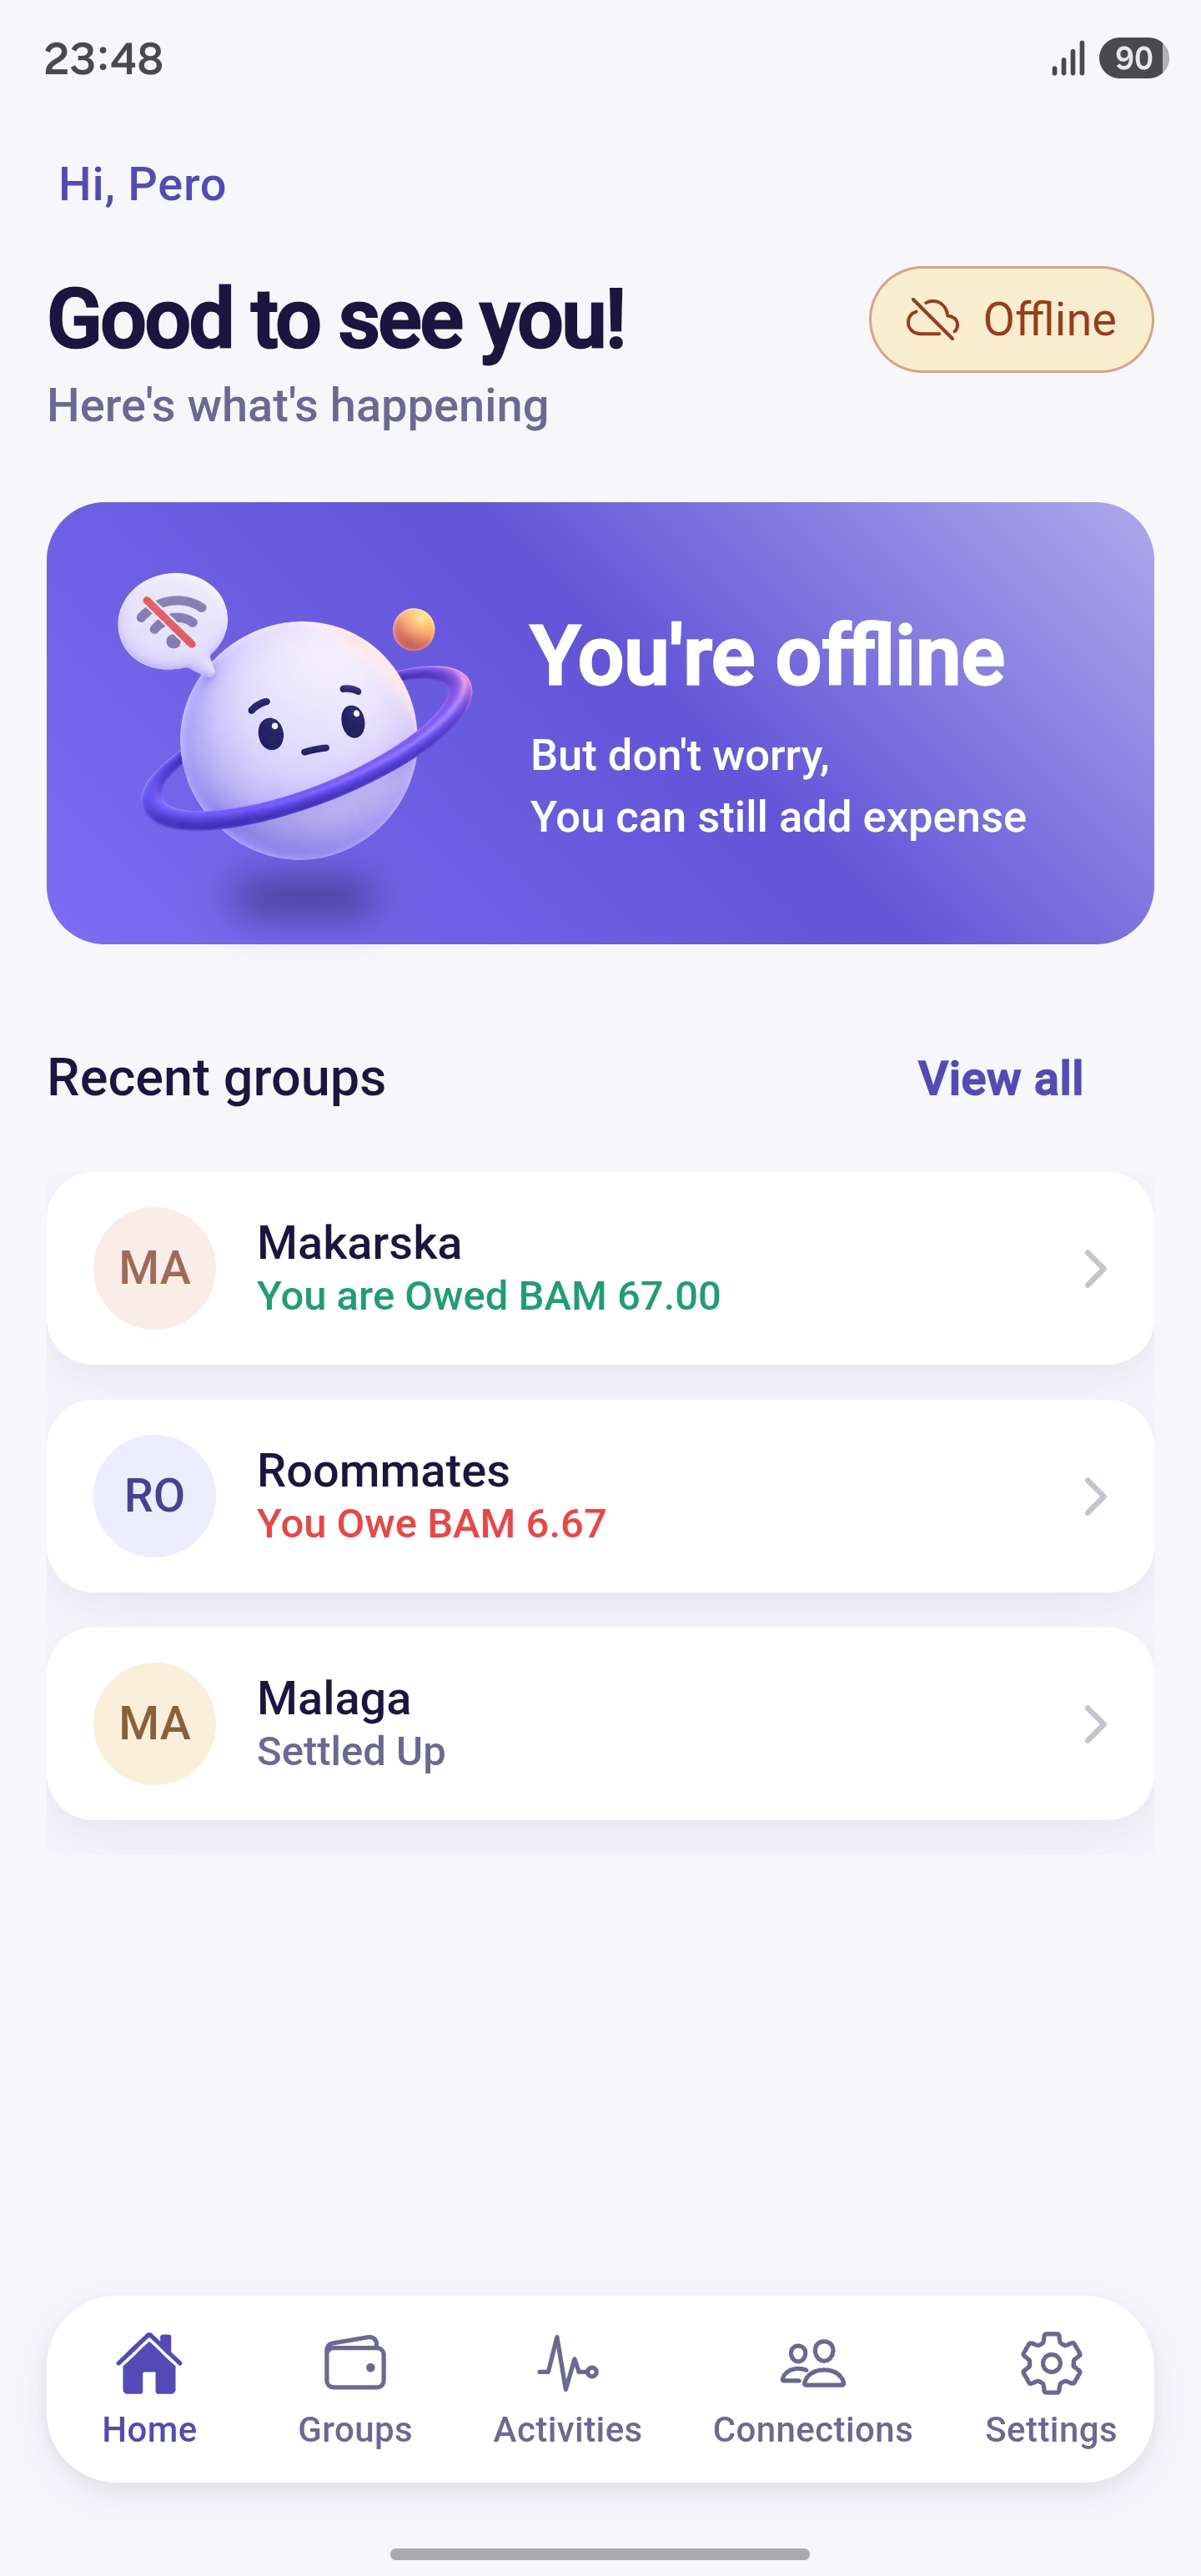 23:48
90
Hi, Pero
Good to see you!
Offline
Here's what's happening
You're offline
But don't worry,
You can still add expense
Recent groups
View all
MA
Makarska
You are Owed BAM 67.00
RO
Roommates
You Owe BAM 6.67
MA
Malaga
Settled Up
Home
Groups
Activities
Connections
Settings